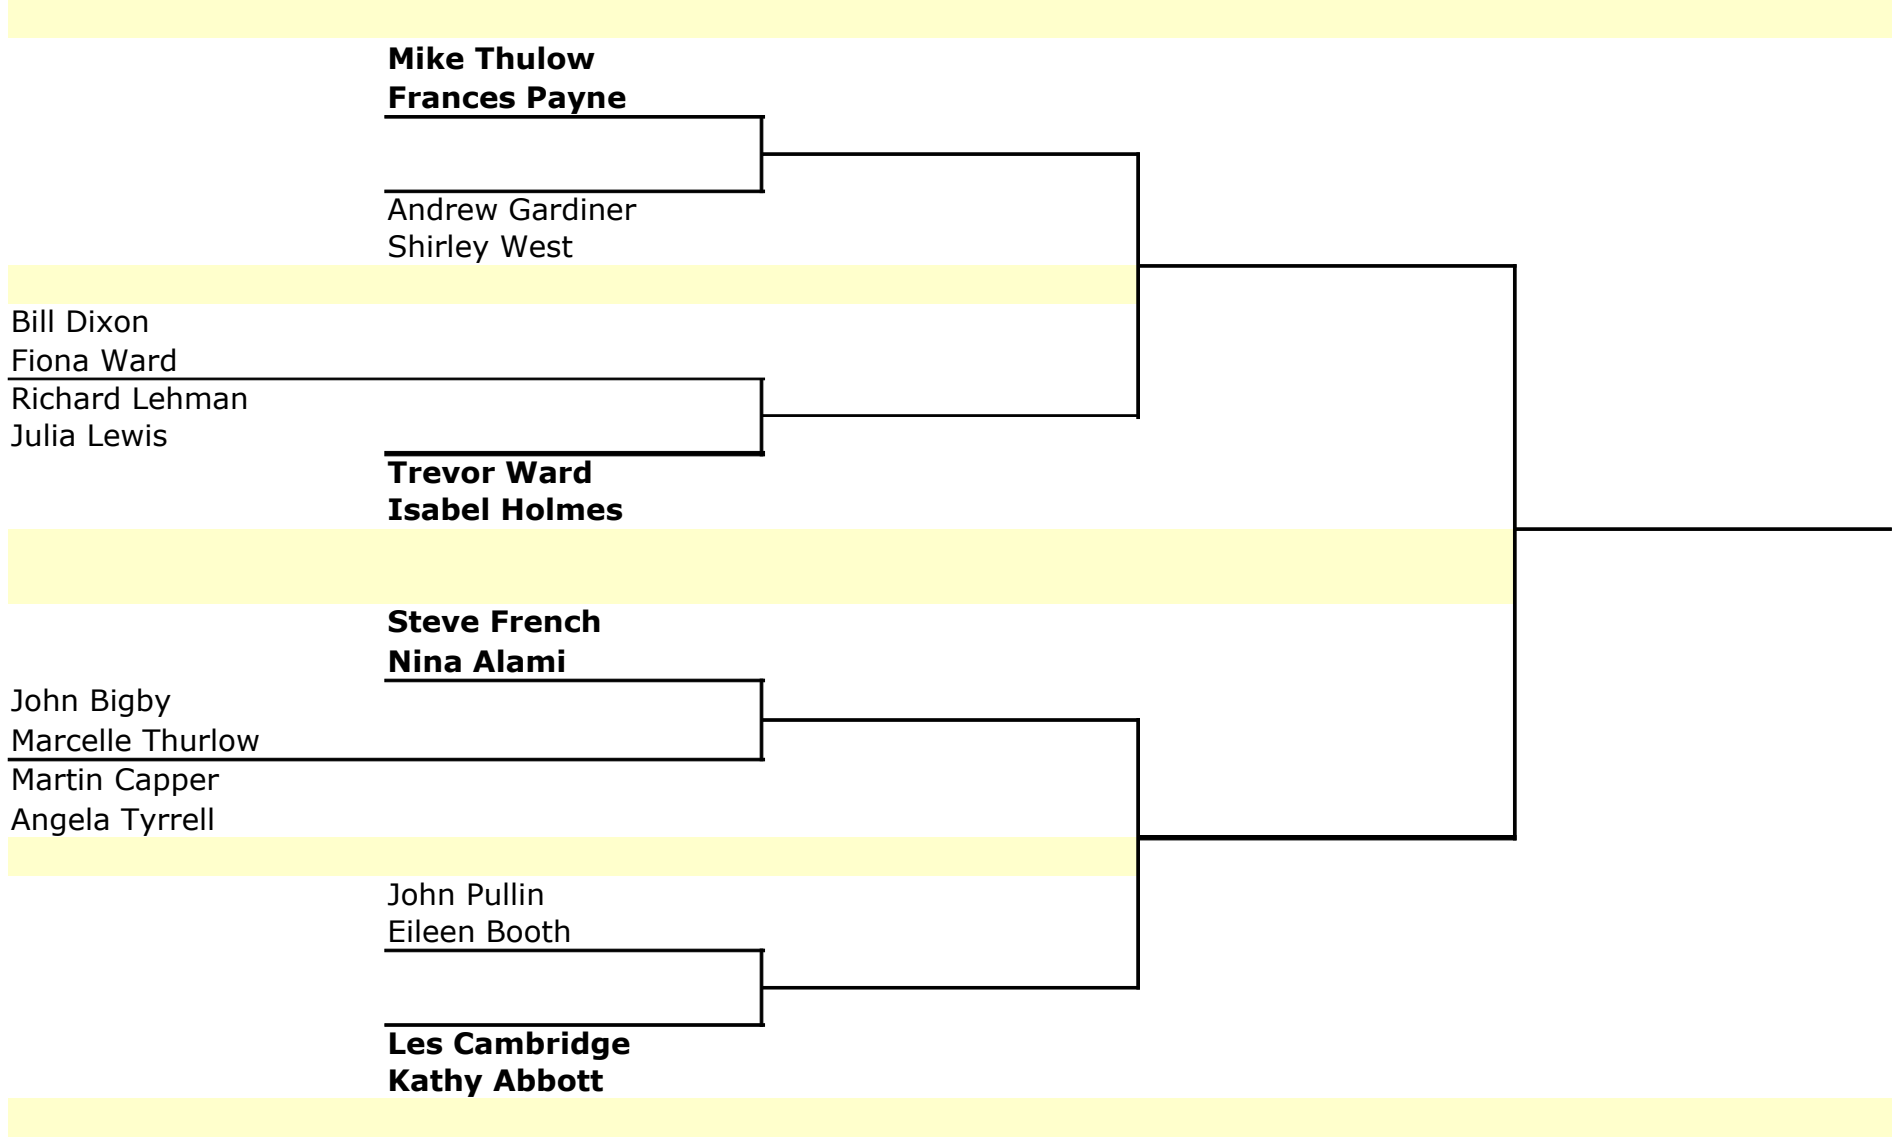 Mike Thulow
Frances Payne
Andrew Gardiner
Shirley West
Bill Dixon
Fiona Ward
Richard Lehman
Julia Lewis
Trevor Ward
Isabel Holmes
Steve French
Nina Alami
John Bigby
Marcelle Thurlow
Martin Capper
Angela Tyrrell
John Pullin
Eileen Booth
Les Cambridge
Kathy Abbott